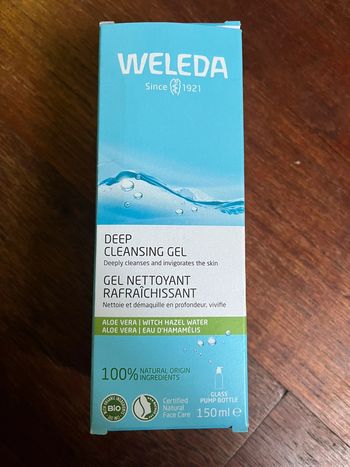 WELEDA
Since 1921
DEEP
CLEANSING GEL
Deeply cleanses and invigorates the skin
GEL NETTOYANT
RAFRAÎCHISSANT
Nettoie et démaquille en profondeur, vivifie
ALOE VERA | WITCH HAZEL WATER
ALOE VERA | EAU D'HAMAMÉLIS
100% NATURAL ORIGIN
INGREDIENTS
BIO
Certified
Natural
Face Care
GLASS
PUMP BOTTLE
150 ml e